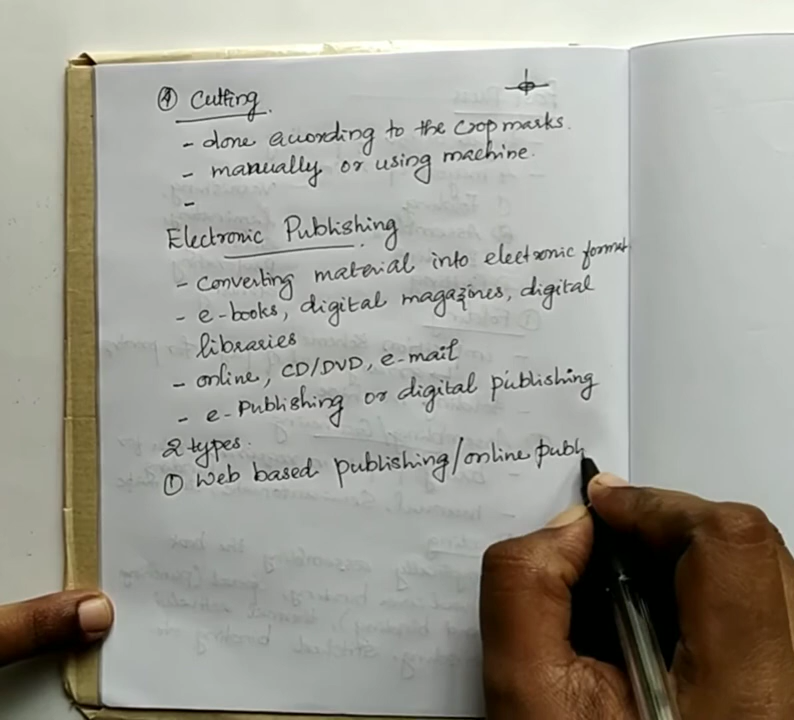 ④ Cutting.
- done acording to the crop marks.
- manually or using machine.
-
Electronic Publishing
- Converting material into electronic format
- e-books, digital magazines, digital
libraries
- online, CD/DVD, e-mail
- e-Publishing or digital publishing
2 types.
① Web based publishing/online publ